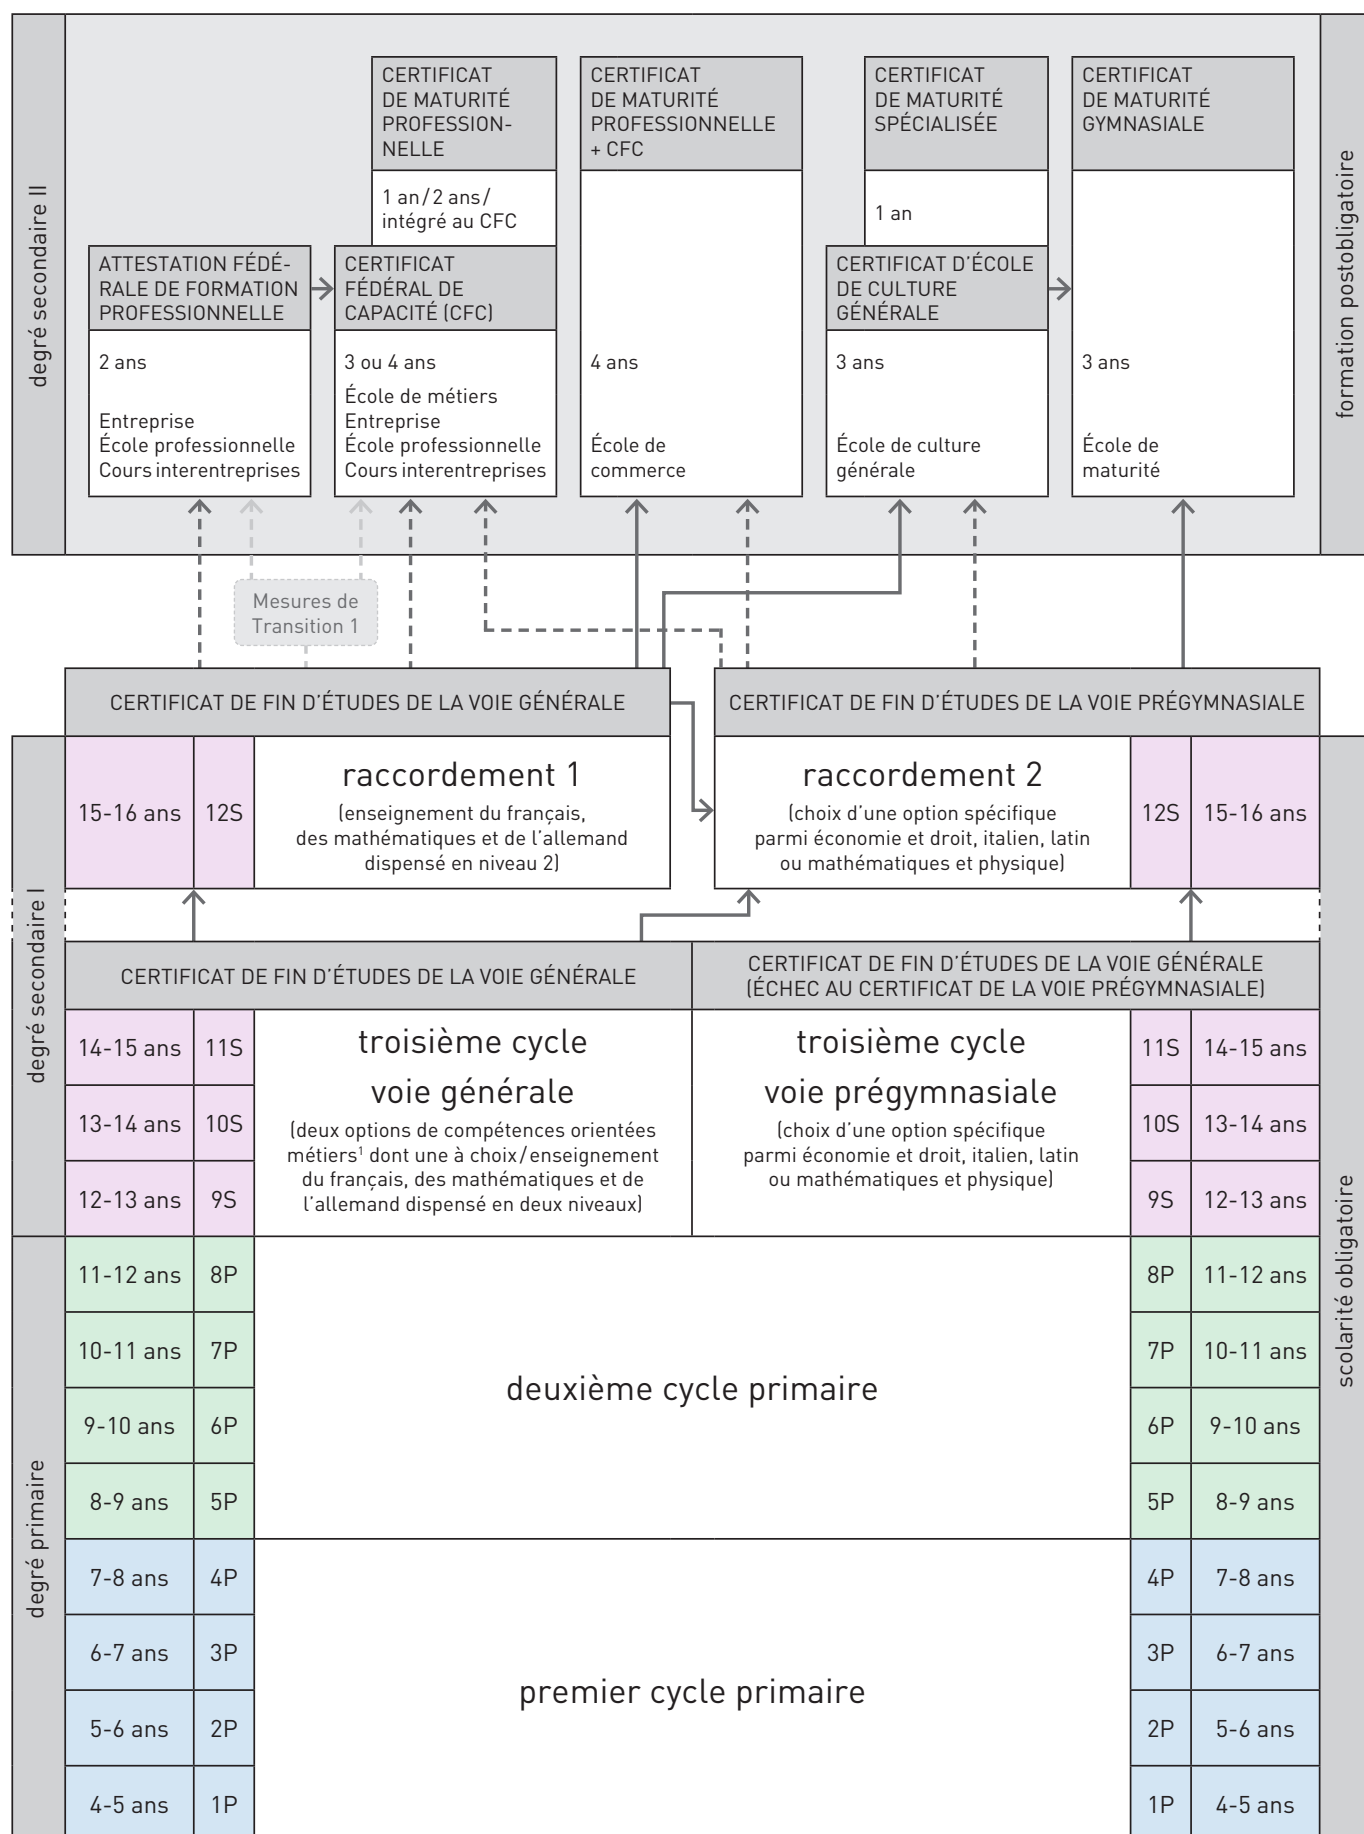 degré secondaire II
formation postobligatoire
CERTIFICAT
DE MATURITÉ
PROFESSION-
NELLE
1 an/2 ans/
intégré au CFC
CERTIFICAT
DE MATURITÉ
PROFESSIONNELLE
+ CFC
CERTIFICAT
DE MATURITÉ
SPÉCIALISÉE
1 an
CERTIFICAT
DE MATURITÉ
GYMNASIALE
ATTESTATION FÉDÉ-
RALE DE FORMATION
PROFESSIONNELLE
2 ans
Entreprise
École professionnelle
Cours interentreprises
CERTIFICAT
FÉDÉRAL DE
CAPACITÉ (CFC)
3 ou 4 ans
École de métiers
Entreprise
École professionnelle
Cours interentreprises
4 ans
École de
commerce
CERTIFICAT D'ÉCOLE
DE CULTURE
GÉNÉRALE
3 ans
École de culture
générale
3 ans
École de
maturité
Mesures de
Transition 1
CERTIFICAT DE FIN D'ÉTUDES DE LA VOIE GÉNÉRALE
CERTIFICAT DE FIN D'ÉTUDES DE LA VOIE PRÉGYMNASIALE
degré secondaire I
scolarité obligatoire
15-16 ans
12S
raccordement 1
(enseignement du français,
des mathématiques et de l'allemand
dispensé en niveau 2)
raccordement 2
(choix d'une option spécifique
parmi économie et droit, italien, latin
ou mathématiques et physique)
12S
15-16 ans
CERTIFICAT DE FIN D'ÉTUDES DE LA VOIE GÉNÉRALE
CERTIFICAT DE FIN D'ÉTUDES DE LA VOIE GÉNÉRALE
(ÉCHEC AU CERTIFICAT DE LA VOIE PRÉGYMNASIALE)
14-15 ans
11S
13-14 ans
10S
12-13 ans
9S
troisième cycle
voie générale
(deux options de compétences orientées
métiers¹ dont une à choix/enseignement
du français, des mathématiques et de
l'allemand dispensé en deux niveaux)
troisième cycle
voie prégymnasiale
(choix d'une option spécifique
parmi économie et droit, italien, latin
ou mathématiques et physique)
11S
14-15 ans
10S
13-14 ans
9S
12-13 ans
degré primaire
11-12 ans
8P
10-11 ans
7P
9-10 ans
6P
8-9 ans
5P
deuxième cycle primaire
8P
11-12 ans
7P
10-11 ans
6P
9-10 ans
5P
8-9 ans
7-8 ans
4P
6-7 ans
3P
5-6 ans
2P
4-5 ans
1P
premier cycle primaire
4P
7-8 ans
3P
6-7 ans
2P
5-6 ans
1P
4-5 ans